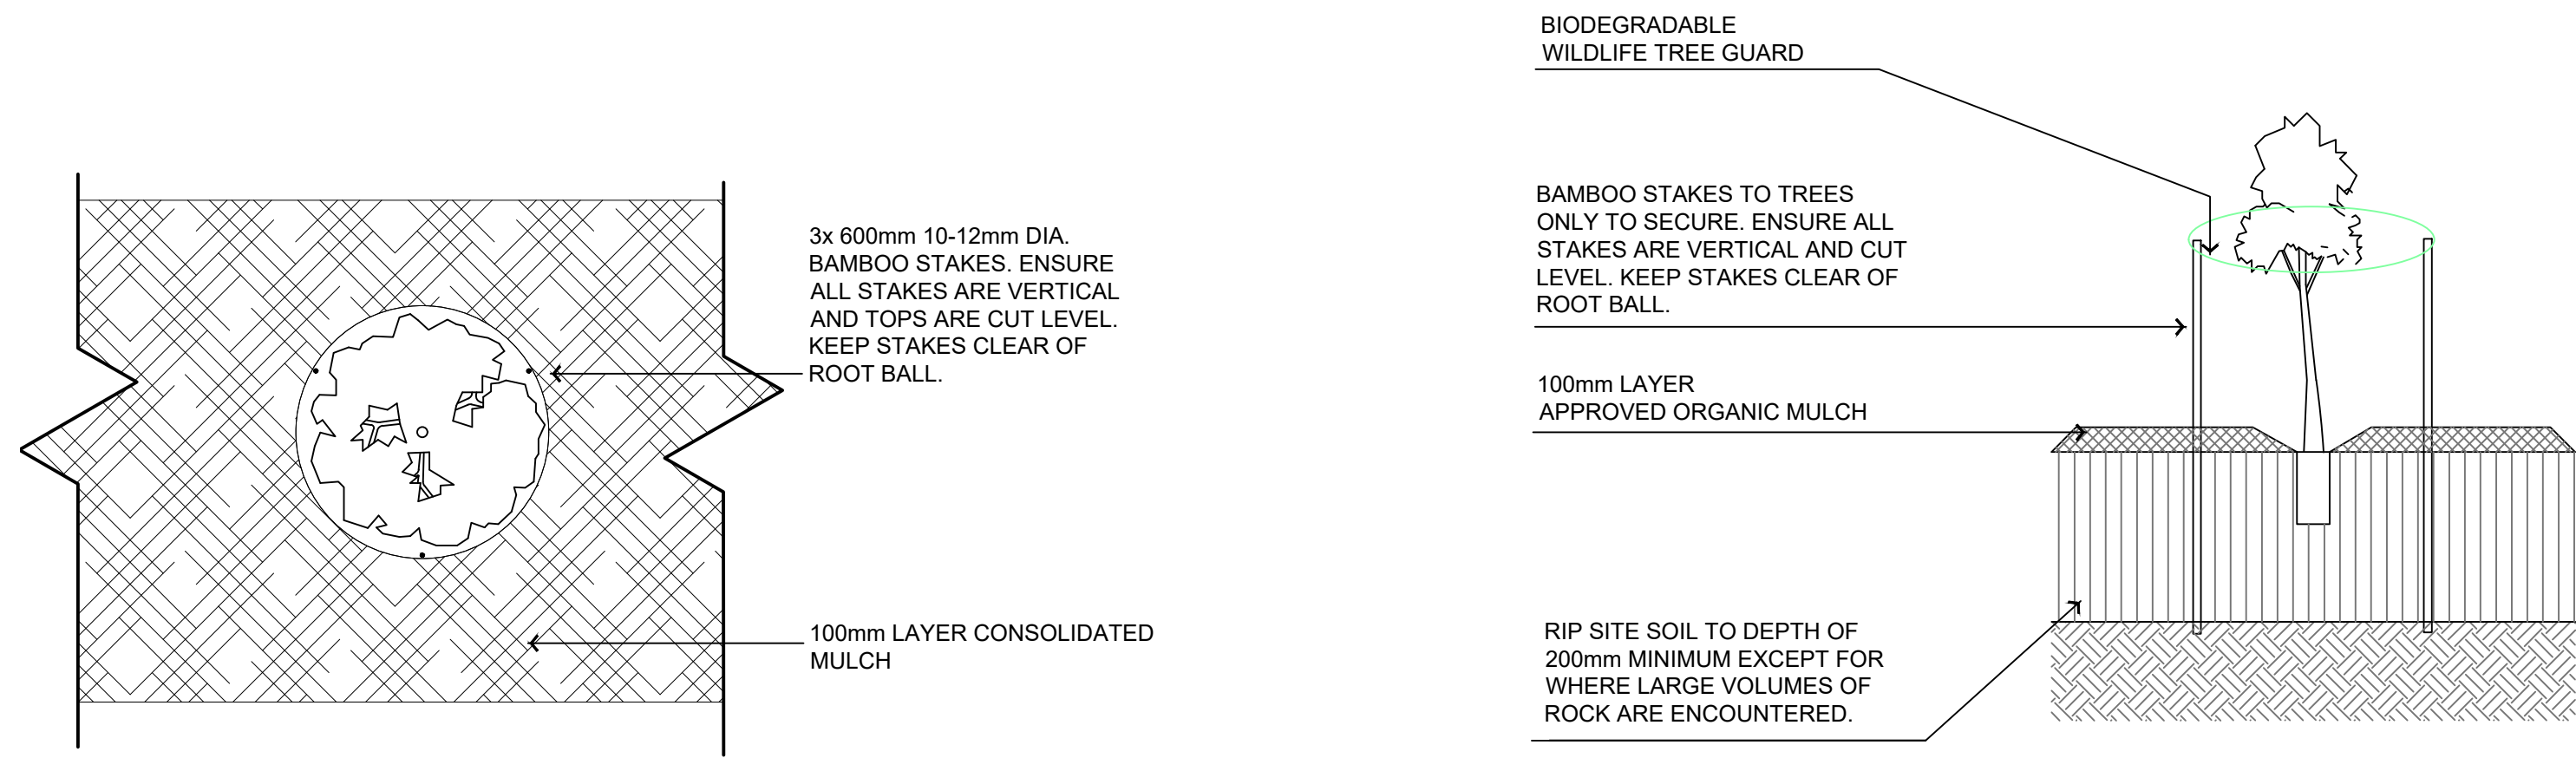 3x 600mm 10-12mm DIA.
BAMBOO STAKES. ENSURE
ALL STAKES ARE VERTICAL
AND TOPS ARE CUT LEVEL.
KEEP STAKES CLEAR OF
ROOT BALL.
100mm LAYER CONSOLIDATED
MULCH
BIODEGRADABLE
WILDLIFE TREE GUARD
BAMBOO STAKES TO TREES
ONLY TO SECURE. ENSURE ALL
STAKES ARE VERTICAL AND CUT
LEVEL. KEEP STAKES CLEAR OF
ROOT BALL.
100mm LAYER
APPROVED ORGANIC MULCH
RIP SITE SOIL TO DEPTH OF
200mm MINIMUM EXCEPT FOR
WHERE LARGE VOLUMES OF
ROCK ARE ENCOUNTERED.